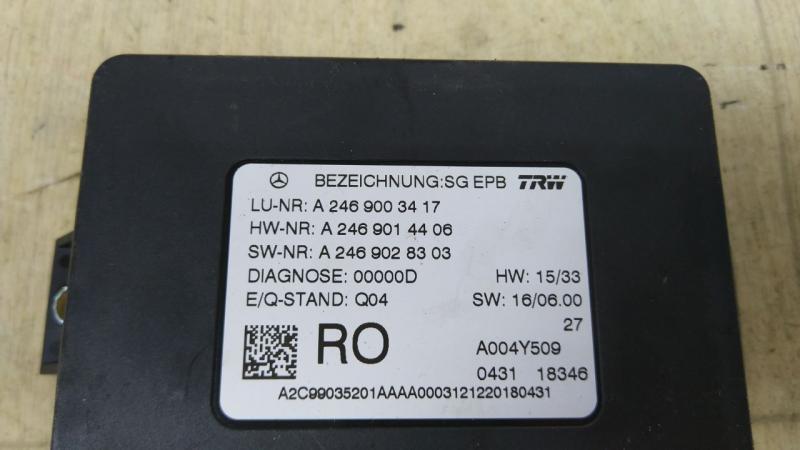 BEZEICHNUNG:SG EPB TRW
LU-NR: A 246 900 34 17
HW-NR: A 246 901 44 06
SW-NR: A 246 902 83 03
DIAGNOSE: 00000D HW: 15/33
E/Q-STAND: Q04 SW: 16/06.00
27
RO A004Y509
0431 18346
A2C99035201AAAA0003121220180431